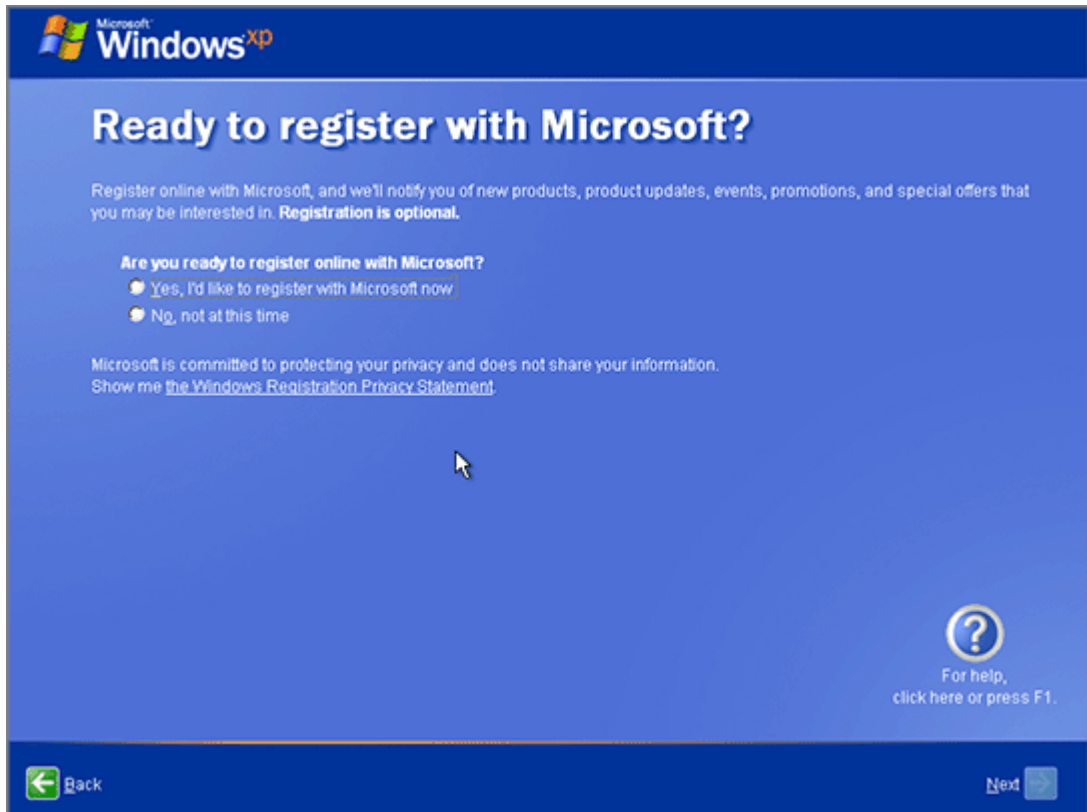 Microsoft
Windows xp
Ready to register with Microsoft?
Register online with Microsoft, and we'll notify you of new products, product updates, events, promotions, and special offers that
you may be interested in. Registration is optional.
Are you ready to register online with Microsoft?
Yes, I'd like to register with Microsoft now
No, not at this time
Microsoft is committed to protecting your privacy and does not share your information.
Show me the Windows Registration Privacy Statement.
?
For help,
click here or press F1.
Back
Next